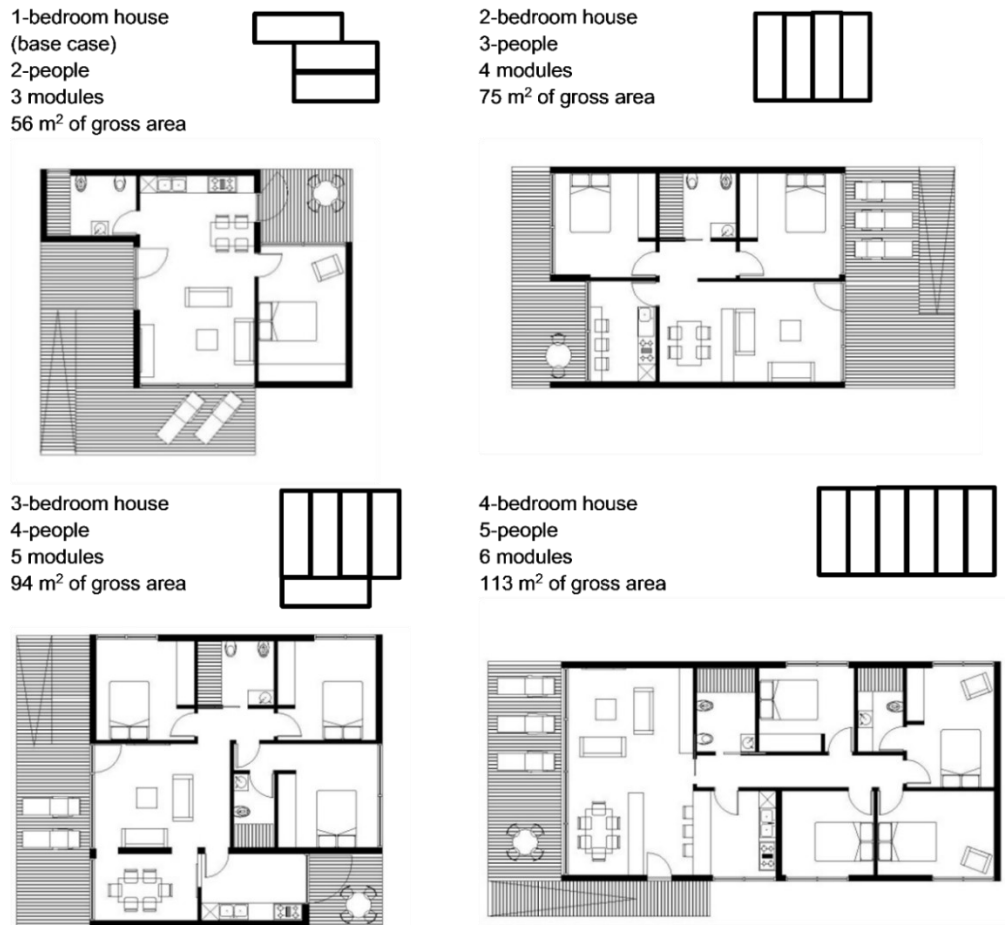 1-bedroom house
(base case)
2-people
3 modules
56 m² of gross area
2-bedroom house
3-people
4 modules
75 m² of gross area
3-bedroom house
4-people
5 modules
94 m² of gross area
4-bedroom house
5-people
6 modules
113 m² of gross area